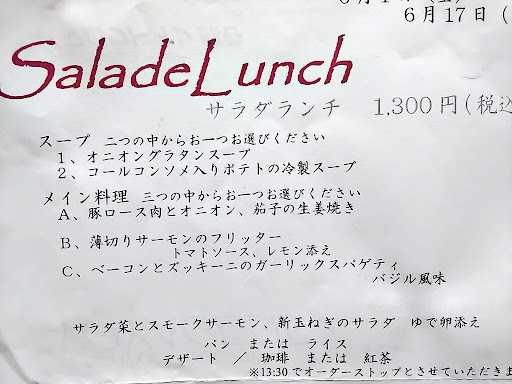 6月17日(
Salade Lunch
サラダランチ 1,300円(税込
スープ 二つの中からお一つお選びください
1、オニオングラタンスープ
2、コールコンソメ入りポテトの冷製スープ
メイン料理 三つの中からお一つお選びください
A、豚ロース肉とオニオン、茄子の生姜焼き
B、薄切りサーモンのフリッター
トマトソース、レモン添え
C、ベーコンとズッキーニのガーリックスパゲティ
バジル風味
サラダ菜とスモークサーモン、新玉ねぎのサラダ ゆで卵添え
パン または ライス
デザート / 珈琲 または 紅茶
※13:30でオーダーストップとさせていただきま